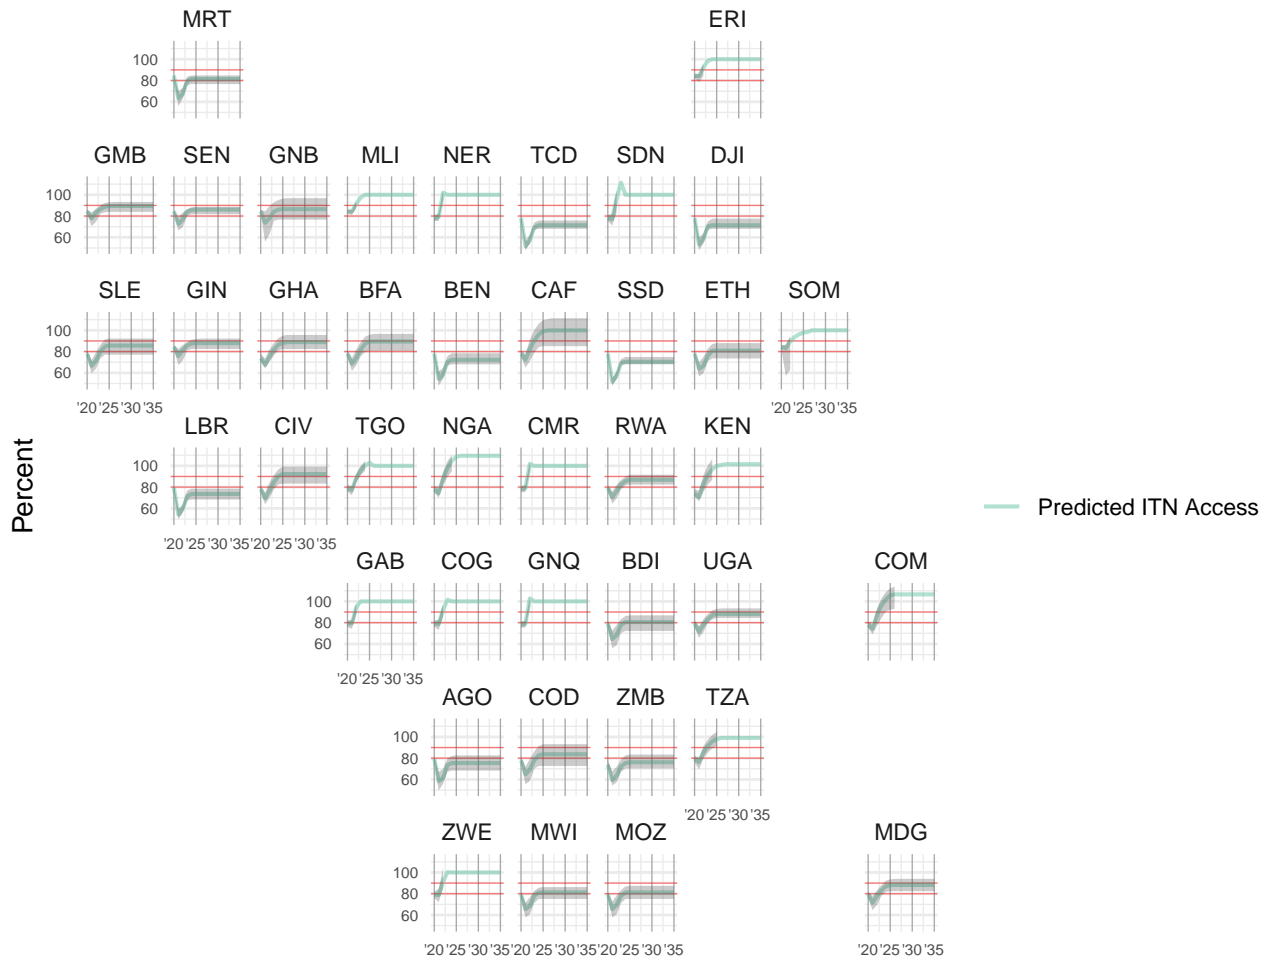 MRT ERI
100
80
60
GMB SEN GNB MLI NER TCD SDN DJI
100
80
60
SLE GIN GHA BFA BEN CAF SSD ETH SOM
100
80
60
'20 '25 '30 '35 '20 '25 '30 '35
LBR CIV TGO NGA CMR RWA KEN
100
80
60
'20 '25 '30 '35 '20 '25 '30 '35
GAB COG GNQ BDI UGA COM
100
80
60
'20 '25 '30 '35
AGO COD ZMB TZA
100
80
60
'20 '25 '30 '35
ZWE MWI MOZ MDG
100
80
60
'20 '25 '30 '35 '20 '25 '30 '35 '20 '25 '30 '35 '20 '25 '30 '35
Percent
Predicted ITN Access